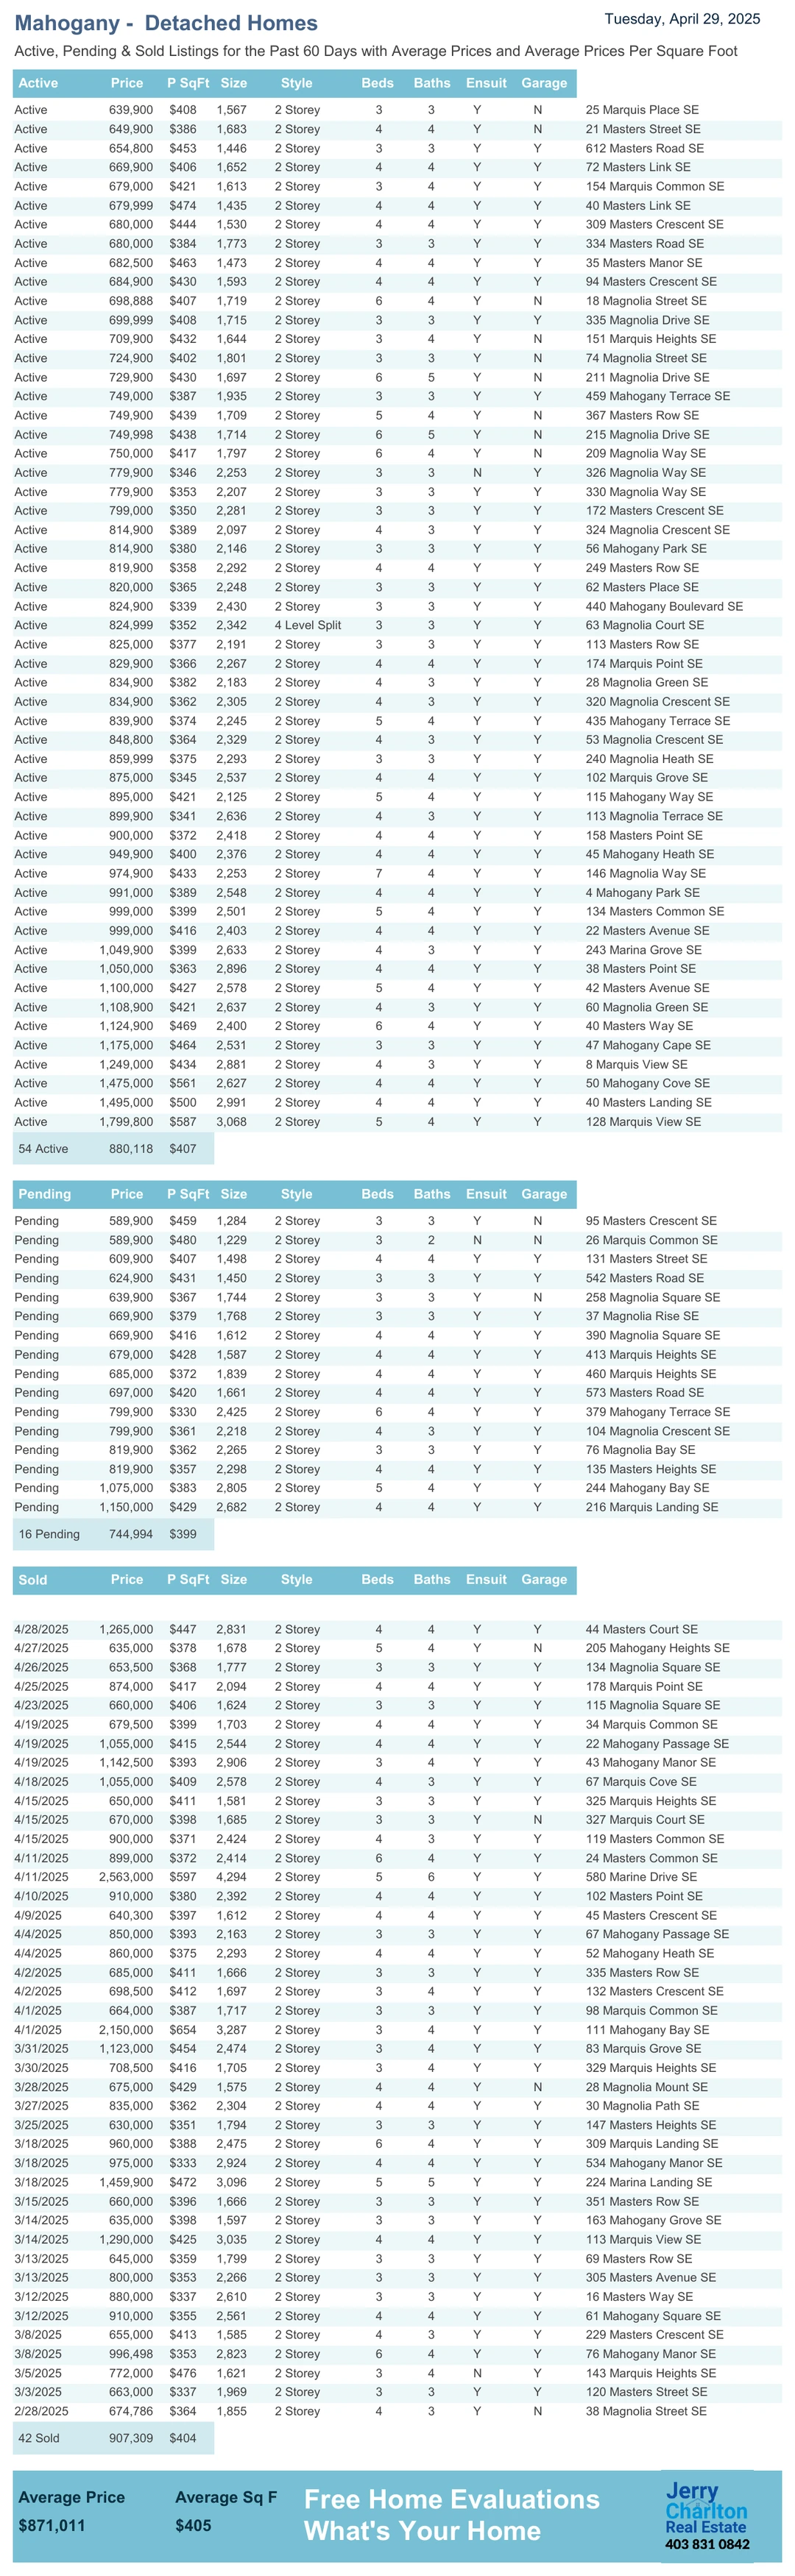 Mahogany -  Detached Homes
Tuesday, April 29, 2025
Active, Pending & Sold Listings for the Past 60 Days with Average Prices and Average Prices Per Square Foot
Active Price P SqFt Size Style Beds Baths Ensuit Garage
Active 639,900 $408 1,567 2 Storey 3 3 Y N 25 Marquis Place SE
Active 649,900 $386 1,683 2 Storey 4 4 Y N 21 Masters Street SE
Active 654,800 $453 1,446 2 Storey 3 3 Y Y 612 Masters Road SE
Active 669,900 $406 1,652 2 Storey 4 4 Y Y 72 Masters Link SE
Active 679,000 $421 1,613 2 Storey 3 4 Y Y 154 Marquis Common SE
Active 679,999 $474 1,435 2 Storey 4 4 Y Y 40 Masters Link SE
Active 680,000 $444 1,530 2 Storey 4 4 Y Y 309 Masters Crescent SE
Active 680,000 $384 1,773 2 Storey 3 3 Y Y 334 Masters Road SE
Active 682,500 $463 1,473 2 Storey 4 4 Y Y 35 Masters Manor SE
Active 684,900 $430 1,593 2 Storey 4 4 Y Y 94 Masters Crescent SE
Active 698,888 $407 1,719 2 Storey 6 4 Y N 18 Magnolia Street SE
Active 699,999 $408 1,715 2 Storey 3 3 Y Y 335 Magnolia Drive SE
Active 709,900 $432 1,644 2 Storey 3 4 Y N 151 Marquis Heights SE
Active 724,900 $402 1,801 2 Storey 3 3 Y N 74 Magnolia Street SE
Active 729,900 $430 1,697 2 Storey 6 5 Y N 211 Magnolia Drive SE
Active 749,000 $387 1,935 2 Storey 3 3 Y Y 459 Mahogany Terrace SE
Active 749,900 $439 1,709 2 Storey 5 4 Y N 367 Masters Row SE
Active 749,998 $438 1,714 2 Storey 6 5 Y N 215 Magnolia Drive SE
Active 750,000 $417 1,797 2 Storey 6 4 Y N 209 Magnolia Way SE
Active 779,900 $346 2,253 2 Storey 3 3 N Y 326 Magnolia Way SE
Active 779,900 $353 2,207 2 Storey 3 3 Y Y 330 Magnolia Way SE
Active 799,000 $350 2,281 2 Storey 3 3 Y Y 172 Masters Crescent SE
Active 814,900 $389 2,097 2 Storey 4 3 Y Y 324 Magnolia Crescent SE
Active 814,900 $380 2,146 2 Storey 3 3 Y Y 56 Mahogany Park SE
Active 819,900 $358 2,292 2 Storey 4 4 Y Y 249 Masters Row SE
Active 820,000 $365 2,248 2 Storey 3 3 Y Y 62 Masters Place SE
Active 824,900 $339 2,430 2 Storey 3 3 Y Y 440 Mahogany Boulevard SE
Active 824,999 $352 2,342 4 Level Split 3 3 Y Y 63 Magnolia Court SE
Active 825,000 $377 2,191 2 Storey 3 3 Y Y 113 Masters Row SE
Active 829,900 $366 2,267 2 Storey 4 4 Y Y 174 Marquis Point SE
Active 834,900 $382 2,183 2 Storey 4 3 Y Y 28 Magnolia Green SE
Active 834,900 $362 2,305 2 Storey 4 3 Y Y 320 Magnolia Crescent SE
Active 839,900 $374 2,245 2 Storey 5 4 Y Y 435 Mahogany Terrace SE
Active 848,800 $364 2,329 2 Storey 4 3 Y Y 53 Magnolia Crescent SE
Active 859,999 $375 2,293 2 Storey 3 3 Y Y 240 Magnolia Heath SE
Active 875,000 $345 2,537 2 Storey 4 4 Y Y 102 Marquis Grove SE
Active 895,000 $421 2,125 2 Storey 5 4 Y Y 115 Mahogany Way SE
Active 899,900 $341 2,636 2 Storey 4 3 Y Y 113 Magnolia Terrace SE
Active 900,000 $372 2,418 2 Storey 4 4 Y Y 158 Masters Point SE
Active 949,900 $400 2,376 2 Storey 4 4 Y Y 45 Mahogany Heath SE
Active 974,900 $433 2,253 2 Storey 7 4 Y Y 146 Magnolia Way SE
Active 991,000 $389 2,548 2 Storey 4 4 Y Y 4 Mahogany Park SE
Active 999,000 $399 2,501 2 Storey 5 4 Y Y 134 Masters Common SE
Active 999,000 $416 2,403 2 Storey 4 4 Y Y 22 Masters Avenue SE
Active 1,049,900 $399 2,633 2 Storey 4 3 Y Y 243 Marina Grove SE
Active 1,050,000 $363 2,896 2 Storey 4 4 Y Y 38 Masters Point SE
Active 1,100,000 $427 2,578 2 Storey 5 4 Y Y 42 Masters Avenue SE
Active 1,108,900 $421 2,637 2 Storey 4 3 Y Y 60 Magnolia Green SE
Active 1,124,900 $469 2,400 2 Storey 6 4 Y Y 40 Masters Way SE
Active 1,175,000 $464 2,531 2 Storey 3 3 Y Y 47 Mahogany Cape SE
Active 1,249,000 $434 2,881 2 Storey 4 3 Y Y 8 Marquis View SE
Active 1,475,000 $561 2,627 2 Storey 4 4 Y Y 50 Mahogany Cove SE
Active 1,495,000 $500 2,991 2 Storey 4 4 Y Y 40 Masters Landing SE
Active 1,799,800 $587 3,068 2 Storey 5 4 Y Y 128 Marquis View SE
54 Active 880,118 $407
Pending Price P SqFt Size Style Beds Baths Ensuit Garage
Pending 589,900 $459 1,284 2 Storey 3 3 Y N 95 Masters Crescent SE
Pending 589,900 $480 1,229 2 Storey 3 2 N N 26 Marquis Common SE
Pending 609,900 $407 1,498 2 Storey 4 4 Y Y 131 Masters Street SE
Pending 624,900 $431 1,450 2 Storey 3 3 Y Y 542 Masters Road SE
Pending 639,900 $367 1,744 2 Storey 3 3 Y N 258 Magnolia Square SE
Pending 669,900 $379 1,768 2 Storey 3 3 Y Y 37 Magnolia Rise SE
Pending 669,900 $416 1,612 2 Storey 4 4 Y Y 390 Magnolia Square SE
Pending 679,000 $428 1,587 2 Storey 4 4 Y Y 413 Marquis Heights SE
Pending 685,000 $372 1,839 2 Storey 4 4 Y Y 460 Marquis Heights SE
Pending 697,000 $420 1,661 2 Storey 4 4 Y Y 573 Masters Road SE
Pending 799,900 $330 2,425 2 Storey 6 4 Y Y 379 Mahogany Terrace SE
Pending 799,900 $361 2,218 2 Storey 4 3 Y Y 104 Magnolia Crescent SE
Pending 819,900 $362 2,265 2 Storey 3 3 Y Y 76 Magnolia Bay SE
Pending 819,900 $357 2,298 2 Storey 4 4 Y Y 135 Masters Heights SE
Pending 1,075,000 $383 2,805 2 Storey 5 4 Y Y 244 Mahogany Bay SE
Pending 1,150,000 $429 2,682 2 Storey 4 4 Y Y 216 Marquis Landing SE
16 Pending 744,994 $399
Sold Price P SqFt Size Style Beds Baths Ensuit Garage
4/28/2025 1,265,000 $447 2,831 2 Storey 4 4 Y Y 44 Masters Court SE
4/27/2025 635,000 $378 1,678 2 Storey 5 4 Y N 205 Mahogany Heights SE
4/26/2025 653,500 $368 1,777 2 Storey 3 3 Y Y 134 Magnolia Square SE
4/25/2025 874,000 $417 2,094 2 Storey 4 4 Y Y 178 Marquis Point SE
4/23/2025 660,000 $406 1,624 2 Storey 3 3 Y Y 115 Magnolia Square SE
4/19/2025 679,500 $399 1,703 2 Storey 4 4 Y Y 34 Marquis Common SE
4/19/2025 1,055,000 $415 2,544 2 Storey 4 4 Y Y 22 Mahogany Passage SE
4/19/2025 1,142,500 $393 2,906 2 Storey 3 4 Y Y 43 Mahogany Manor SE
4/18/2025 1,055,000 $409 2,578 2 Storey 4 3 Y Y 67 Marquis Cove SE
4/15/2025 650,000 $411 1,581 2 Storey 3 3 Y Y 325 Marquis Heights SE
4/15/2025 670,000 $398 1,685 2 Storey 3 3 Y N 327 Marquis Court SE
4/15/2025 900,000 $371 2,424 2 Storey 4 3 Y Y 119 Masters Common SE
4/11/2025 899,000 $372 2,414 2 Storey 6 4 Y Y 24 Masters Common SE
4/11/2025 2,563,000 $597 4,294 2 Storey 5 6 Y Y 580 Marine Drive SE
4/10/2025 910,000 $380 2,392 2 Storey 4 4 Y Y 102 Masters Point SE
4/9/2025 640,300 $397 1,612 2 Storey 4 4 Y Y 45 Masters Crescent SE
4/4/2025 850,000 $393 2,163 2 Storey 3 3 Y Y 67 Mahogany Passage SE
4/4/2025 860,000 $375 2,293 2 Storey 4 4 Y Y 52 Mahogany Heath SE
4/2/2025 685,000 $411 1,666 2 Storey 3 3 Y Y 335 Masters Row SE
4/2/2025 698,500 $412 1,697 2 Storey 3 4 Y Y 132 Masters Crescent SE
4/1/2025 664,000 $387 1,717 2 Storey 3 3 Y Y 98 Marquis Common SE
4/1/2025 2,150,000 $654 3,287 2 Storey 3 4 Y Y 111 Mahogany Bay SE
3/31/2025 1,123,000 $454 2,474 2 Storey 3 4 Y Y 83 Marquis Grove SE
3/30/2025 708,500 $416 1,705 2 Storey 3 4 Y Y 329 Marquis Heights SE
3/28/2025 675,000 $429 1,575 2 Storey 4 4 Y N 28 Magnolia Mount SE
3/27/2025 835,000 $362 2,304 2 Storey 4 4 Y Y 30 Magnolia Path SE
3/25/2025 630,000 $351 1,794 2 Storey 3 3 Y Y 147 Masters Heights SE
3/18/2025 960,000 $388 2,475 2 Storey 6 4 Y Y 309 Marquis Landing SE
3/18/2025 975,000 $333 2,924 2 Storey 4 4 Y Y 534 Mahogany Manor SE
3/18/2025 1,459,900 $472 3,096 2 Storey 5 5 Y Y 224 Marina Landing SE
3/15/2025 660,000 $396 1,666 2 Storey 3 3 Y Y 351 Masters Row SE
3/14/2025 635,000 $398 1,597 2 Storey 3 3 Y Y 163 Mahogany Grove SE
3/14/2025 1,290,000 $425 3,035 2 Storey 4 4 Y Y 113 Marquis View SE
3/13/2025 645,000 $359 1,799 2 Storey 3 3 Y Y 69 Masters Row SE
3/13/2025 800,000 $353 2,266 2 Storey 3 3 Y Y 305 Masters Avenue SE
3/12/2025 880,000 $337 2,610 2 Storey 3 3 Y Y 16 Masters Way SE
3/12/2025 910,000 $355 2,561 2 Storey 4 4 Y Y 61 Mahogany Square SE
3/8/2025 655,000 $413 1,585 2 Storey 4 3 Y Y 229 Masters Crescent SE
3/8/2025 996,498 $353 2,823 2 Storey 6 4 Y Y 76 Mahogany Manor SE
3/5/2025 772,000 $476 1,621 2 Storey 3 4 N Y 143 Marquis Heights SE
3/3/2025 663,000 $337 1,969 2 Storey 3 3 Y Y 120 Masters Street SE
2/28/2025 674,786 $364 1,855 2 Storey 4 3 Y N 38 Magnolia Street SE
42 Sold 907,309 $404
Average Price Average Sq F
$871,011 $405
Free Home Evaluations
What's Your Home
Jerry
Charlton
Real Estate
403 831 0842